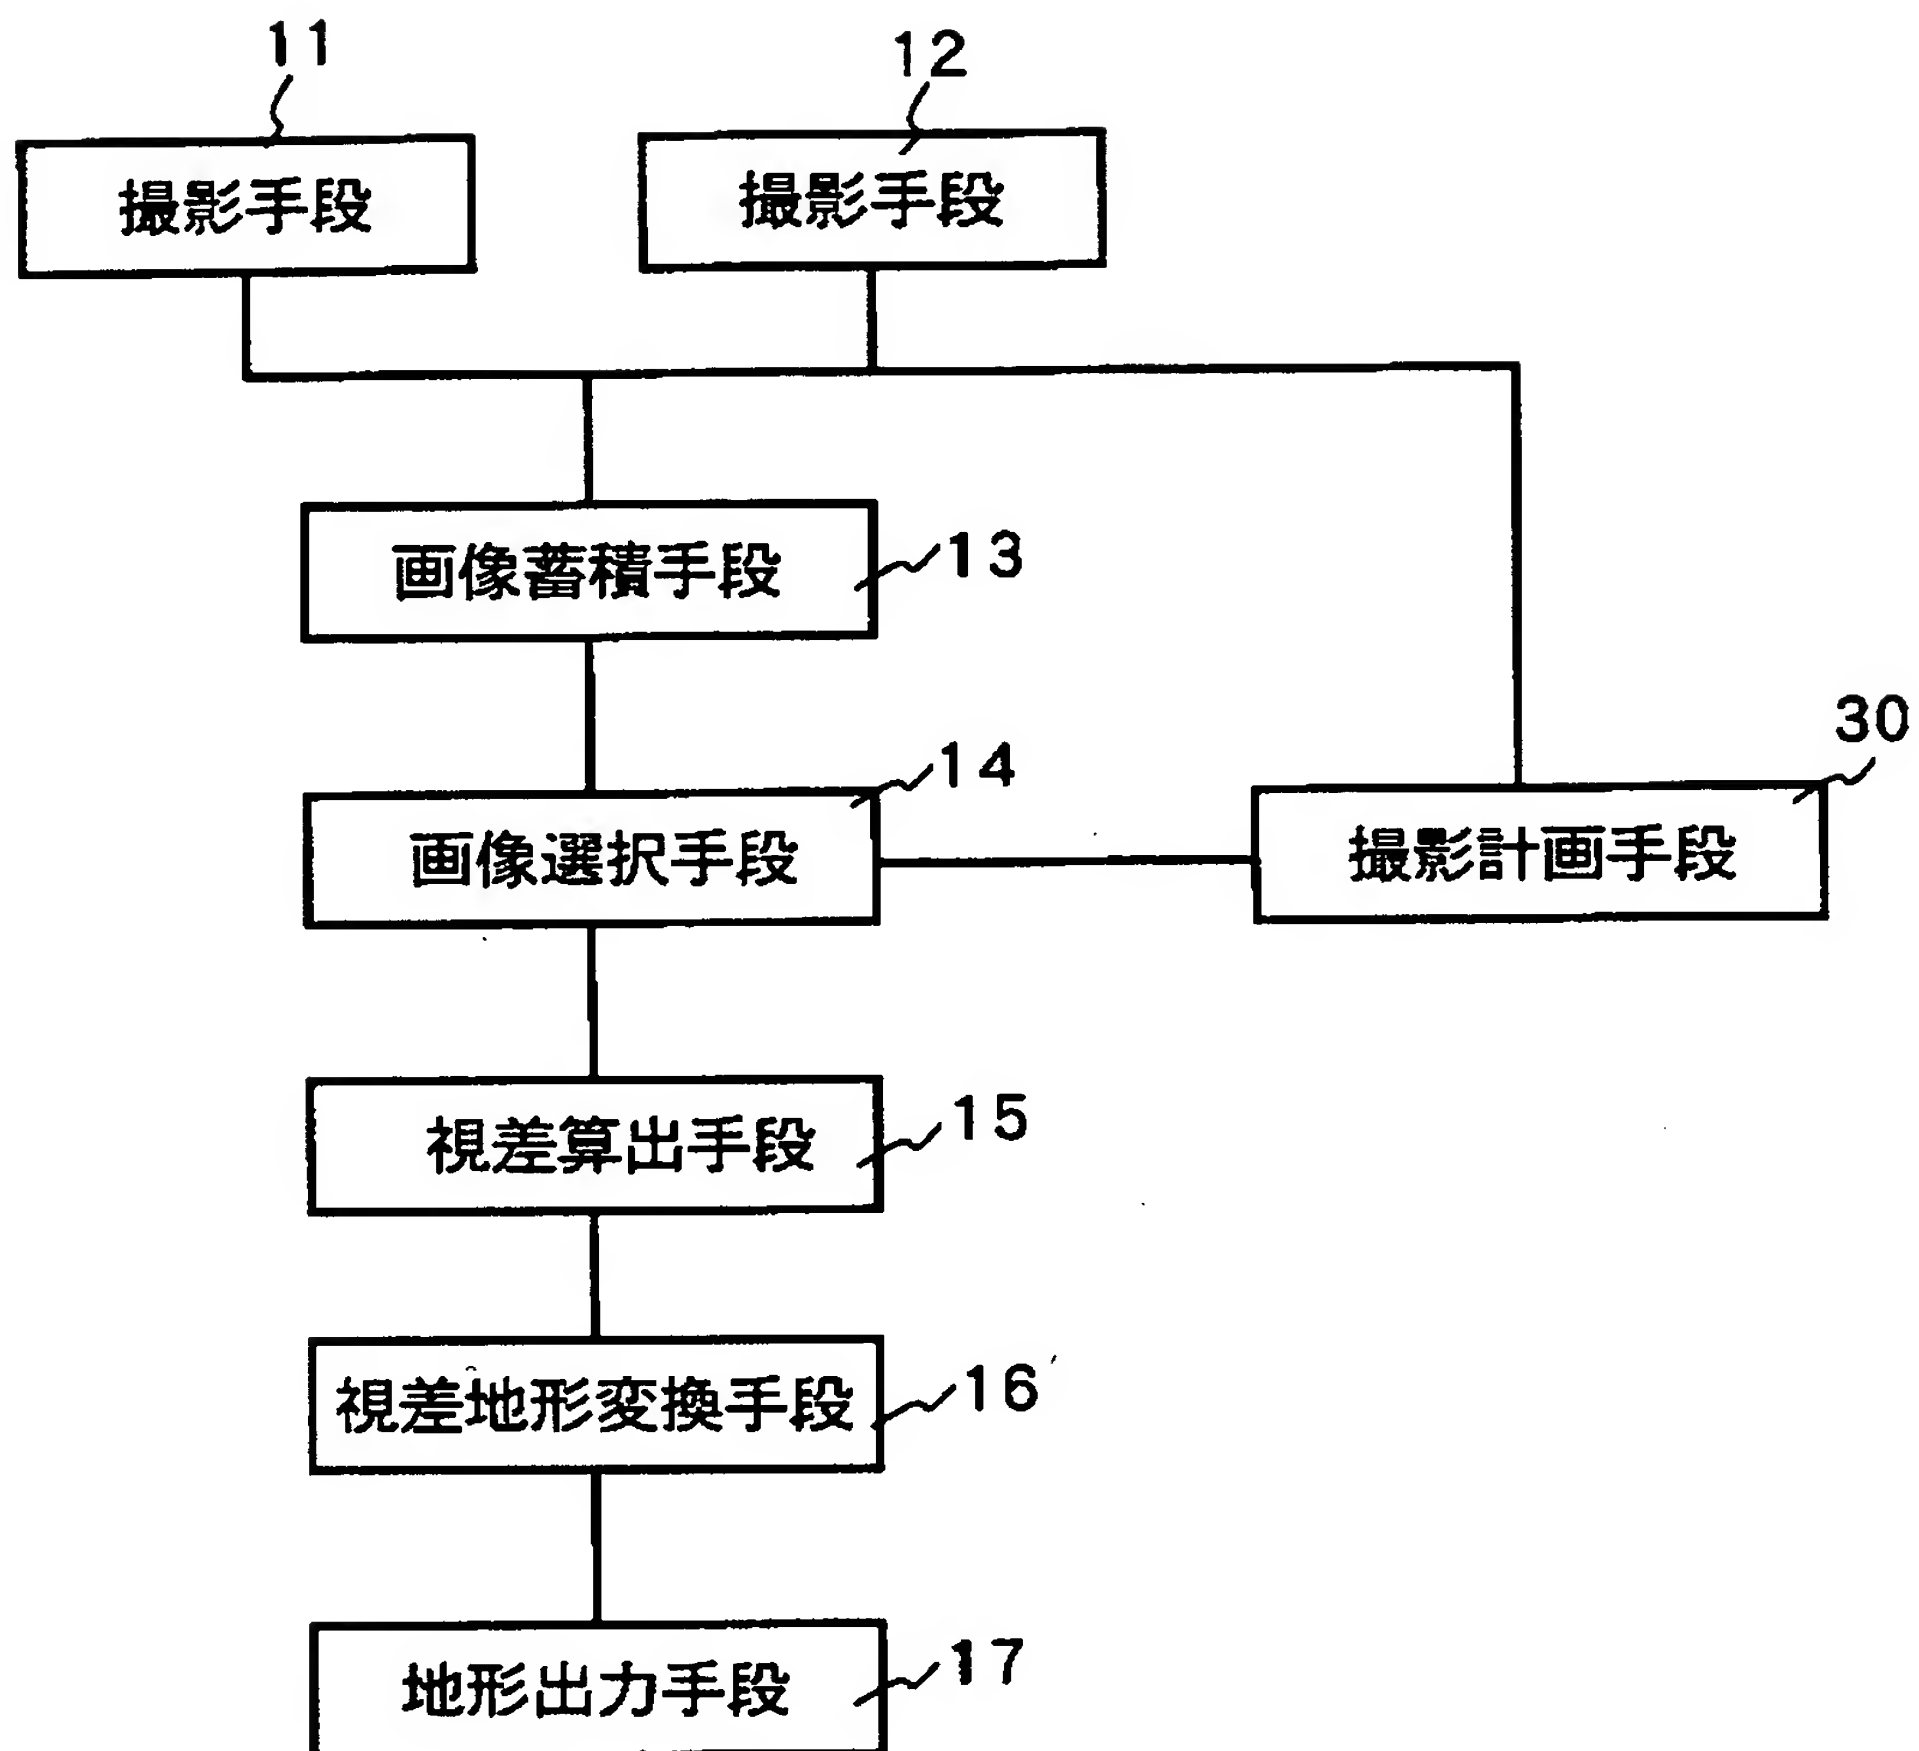 11
12
撮影手段
撮影手段
画像蓄積手段
13
14
30
画像選択手段
撮影計画手段
視差算出手段
15
視差地形変換手段
16
地形出力手段
17